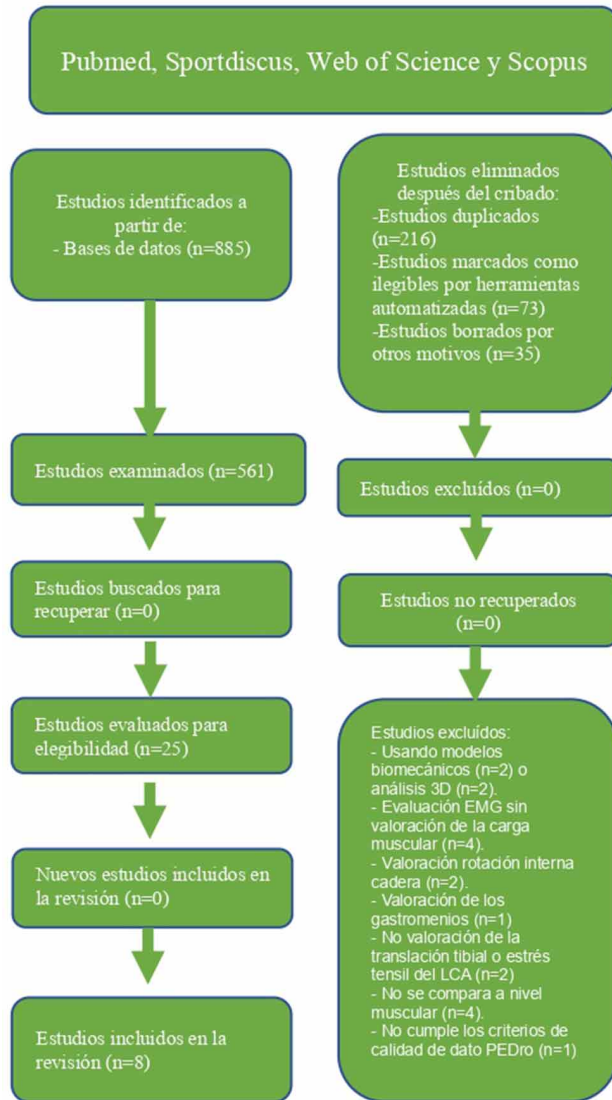 Pubmed, Sportdiscus, Web of Science y Scopus
Estudios identificados a
partir de:
- Bases de datos (n=885)
Estudios eliminados
después del cribado:
-Estudios duplicados
(n=216)
-Estudios marcados como
ilegibles por herramientas
automatizadas (n=73)
-Estudios borrados por
otros motivos (n=35)
Estudios examinados (n=561)
Estudios excluídos (n=0)
Estudios buscados para
recuperar (n=0)
Estudios no recuperados
(n=0)
Estudios evaluados para
elegibilidad (n=25)
Estudios excluídos:
- Usando modelos
biomecánicos (n=2) o
análisis 3D (n=2).
- Evaluación EMG sin
valoración de la carga
muscular (n=4).
- Valoración rotación interna
cadera (n=2).
- Valoración de los
gastromenios (n=1)
- No valoración de la
translación tibial o estrés
tensil del LCA (n=2)
- No se compara a nivel
muscular (n=4).
- No cumple los criterios de
calidad de dato PEDro (n=1)
Nuevos estudios incluidos en
la revisión (n=0)
Estudios incluidos en la
revisión (n=8)